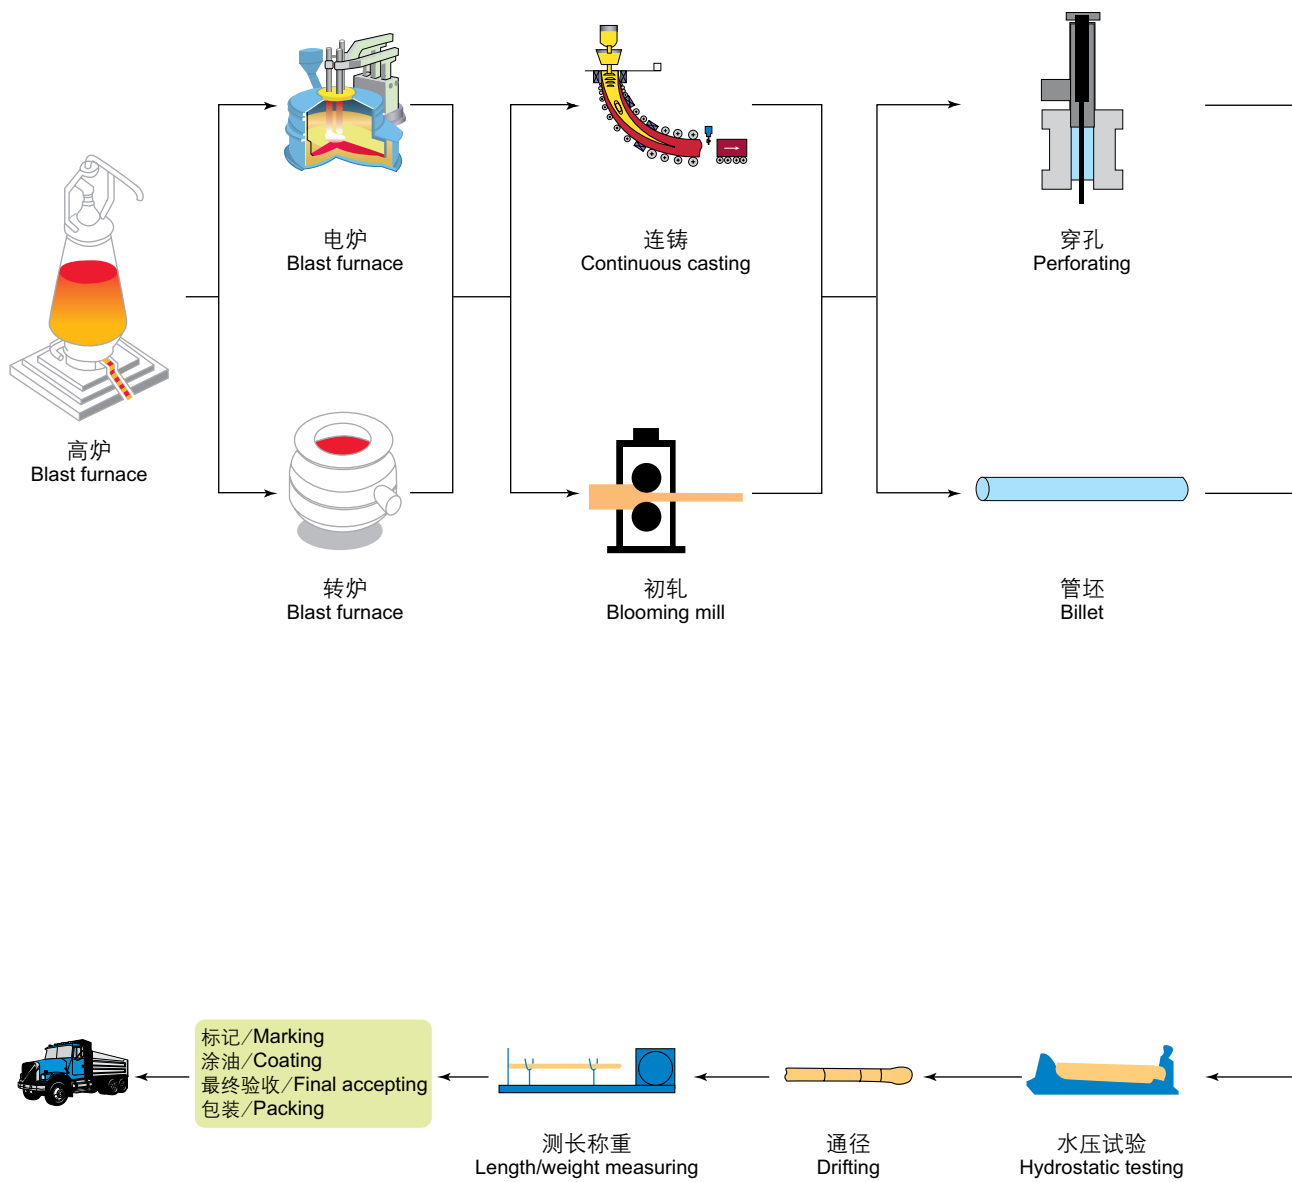 电炉
Blast furnace
连铸
Continuous casting
穿孔
Perforating
高炉
Blast furnace
转炉
Blast furnace
初轧
Blooming mill
管坯
Billet
标记/Marking
涂油/Coating
最终验收/Final accepting
包装/Packing
测长称重
Length/weight measuring
通径
Drifting
水压试验
Hydrostatic testing